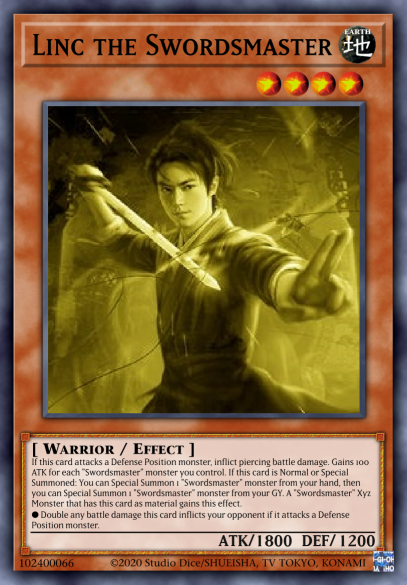 LINC THE SWORDSMASTER
EARTH
地
[ WARRIOR / EFFECT ]
If this card attacks a Defense Position monster, inflict piercing battle damage. Gains 100
ATK for each "Swordsmaster" monster you control. If this card is Normal or Special
Summoned: You can Special Summon 1 "Swordsmaster" monster from your hand, then
you can Special Summon 1 "Swordsmaster" monster from your GY. A "Swordsmaster" Xyz
Monster that has this card as material gains this effect.
● Double any battle damage this card inflicts your opponent if it attacks a Defense
Position monster.
ATK/1800 DEF/1200
102400066 ©2020 Studio Dice/SHUEISHA, TV TOKYO, KONAMI